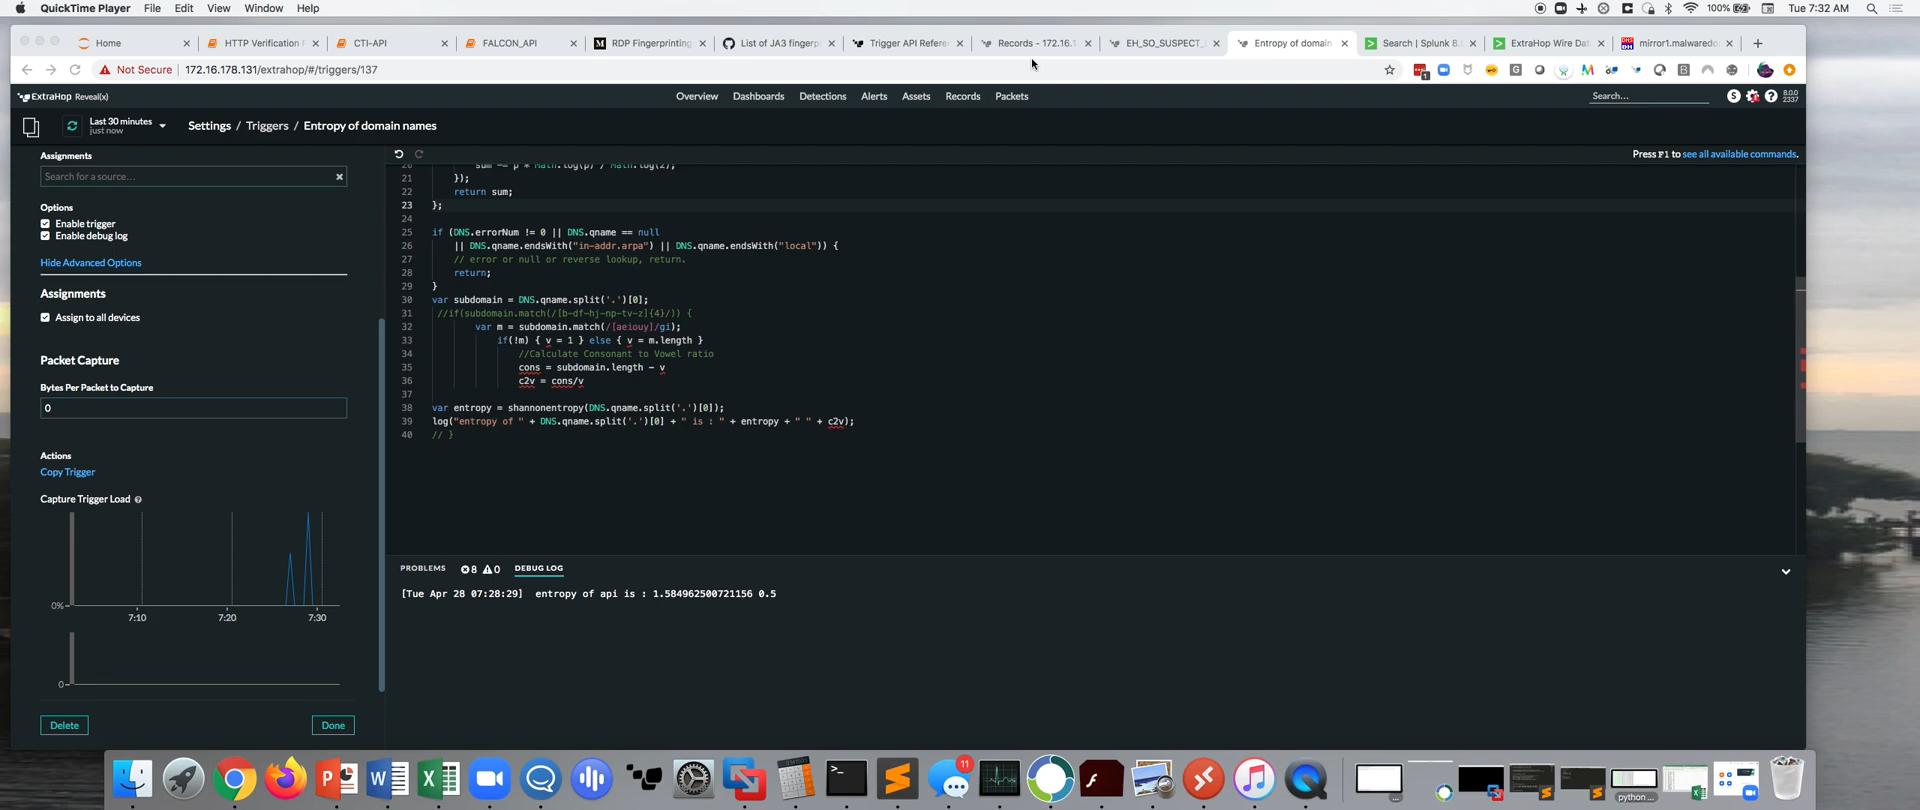 QuickTime Player File Edit View Window Help
100% Tue 7:32 AM
Home
HTTP Verification
CTI-API
FALCON_API
RDP Fingerprinting
List of JA3 fingerp
Trigger API Refere
Records - 172.16.1
EH_SO_SUSPECT_
Entropy of domain
Search | Splunk 8.
ExtraHop Wire Dat
mirror1.malwaredo
Not Secure 172.16.178.131/extrahop/#/triggers/137
ExtraHop Reveal(x)
Overview Dashboards Detections Alerts Assets Records Packets
Search...
8.0.0
2337
Last 30 minutes
just now
Settings / Triggers / Entropy of domain names
Press F1 to see all available commands.
Assignments
Search for a source...
Options
Enable trigger
Enable debug log
Hide Advanced Options
Assignments
Assign to all devices
Packet Capture
Bytes Per Packet to Capture
0
Actions
Copy Trigger
Capture Trigger Load
0%
7:10 7:20 7:30
0
Delete Done
20 sum -= p * Math.log(p) / Math.log(2);
21 });
22 return sum;
23 };
24
25 if (DNS.errorNum != 0 || DNS.qname == null
26 || DNS.qname.endsWith("in-addr.arpa") || DNS.qname.endsWith("local")) {
27 // error or null or reverse lookup, return.
28 return;
29 }
30 var subdomain = DNS.qname.split('.')[0];
31 //if(subdomain.match(/[b-df-hj-np-tv-z]{4}/)) {
32 var m = subdomain.match(/[aeiouy]/gi);
33 if(!m) { v = 1 } else { v = m.length }
34 //Calculate Consonant to Vowel ratio
35 cons = subdomain.length - v
36 c2v = cons/v
37
38 var entropy = shannonentropy(DNS.qname.split('.')[0]);
39 log("entropy of " + DNS.qname.split('.')[0] + " is : " + entropy + " " + c2v);
40 // }
PROBLEMS 8 0 DEBUG LOG
[Tue Apr 28 07:28:29] entropy of api is : 1.584962500721156 0.5
11
python ...